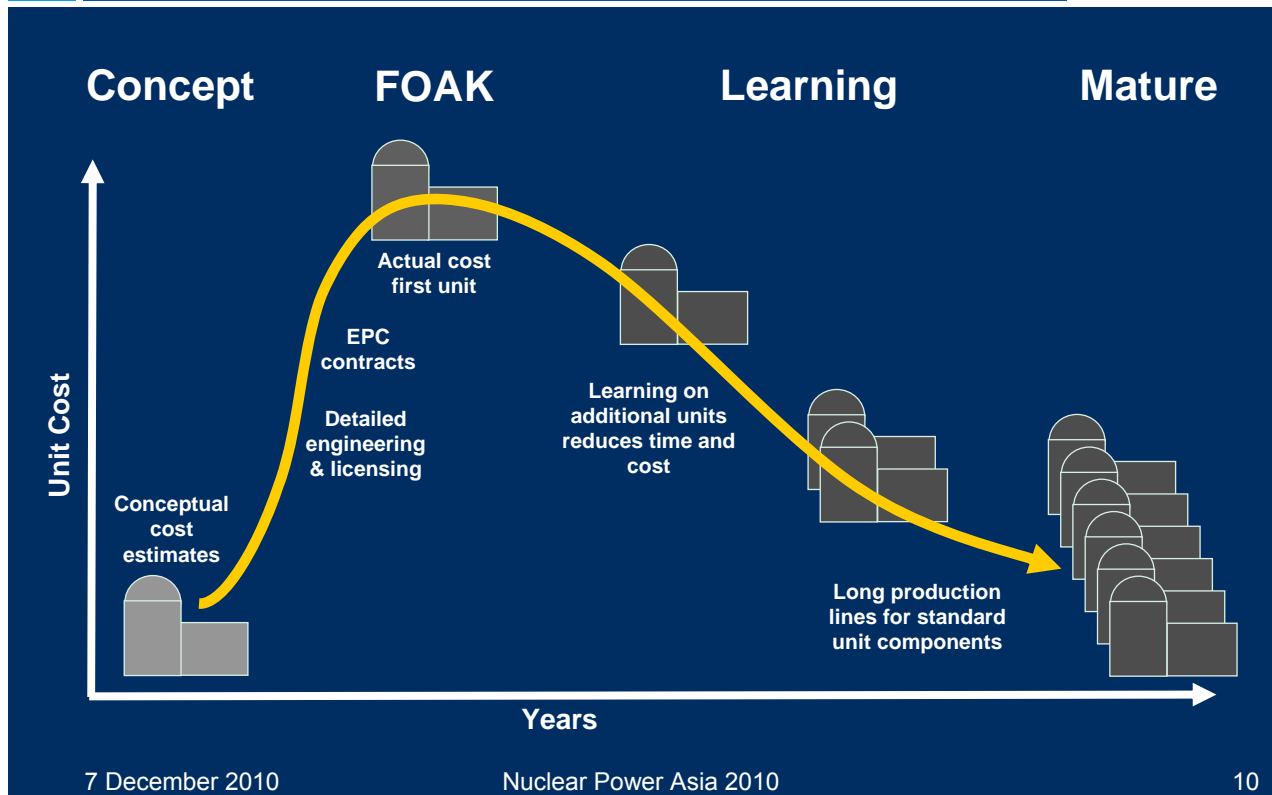 Concept
FOAK
Learning
Mature
Actual cost
first unit
EPC
contracts
Detailed
engineering
& licensing
Conceptual
cost
estimates
Learning on
additional units
reduces time and
cost
Long production
lines for standard
unit components
Unit Cost
Years
7 December 2010
Nuclear Power Asia 2010
10